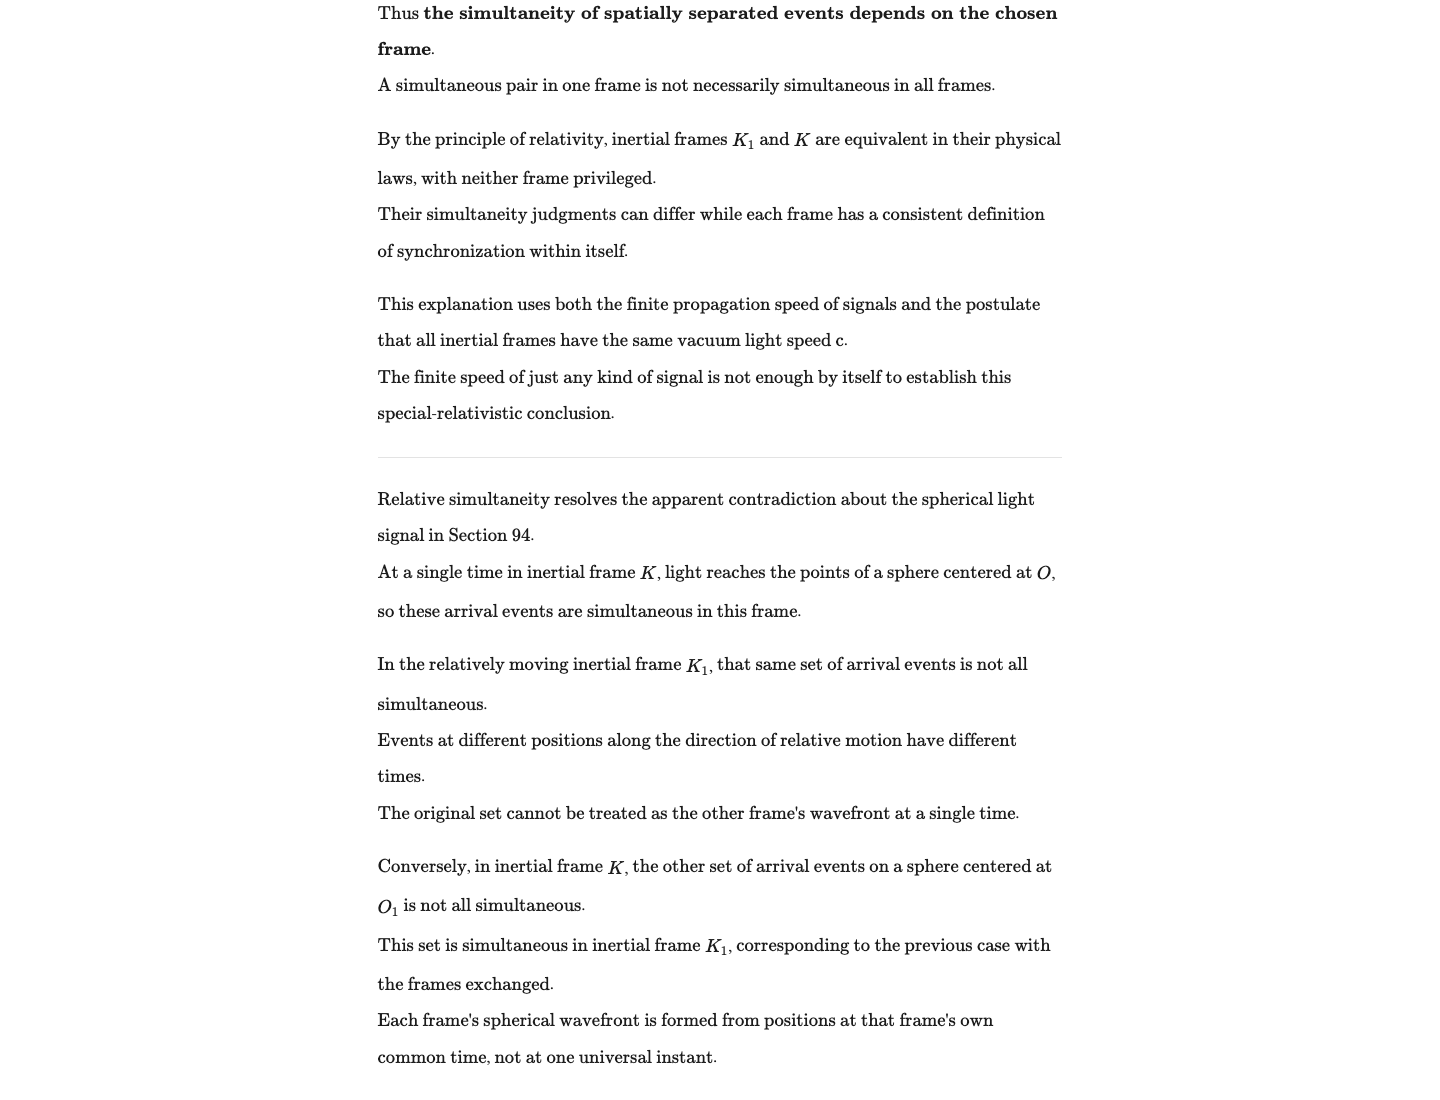 Thus the simultaneity of spatially separated events depends on the chosen
frame.
A simultaneous pair in one frame is not necessarily simultaneous in all frames.
By the principle of relativity, inertial frames K₁ and K are equivalent in their physical
laws, with neither frame privileged.
Their simultaneity judgments can differ while each frame has a consistent definition
of synchronization within itself.
This explanation uses both the finite propagation speed of signals and the postulate
that all inertial frames have the same vacuum light speed c.
The finite speed of just any kind of signal is not enough by itself to establish this
special-relativistic conclusion.
Relative simultaneity resolves the apparent contradiction about the spherical light
signal in Section 94.
At a single time in inertial frame K, light reaches the points of a sphere centered at O,
so these arrival events are simultaneous in this frame.
In the relatively moving inertial frame K₁, that same set of arrival events is not all
simultaneous.
Events at different positions along the direction of relative motion have different
times.
The original set cannot be treated as the other frame's wavefront at a single time.
Conversely, in inertial frame K, the other set of arrival events on a sphere centered at
O₁ is not all simultaneous.
This set is simultaneous in inertial frame K₁, corresponding to the previous case with
the frames exchanged.
Each frame's spherical wavefront is formed from positions at that frame's own
common time, not at one universal instant.